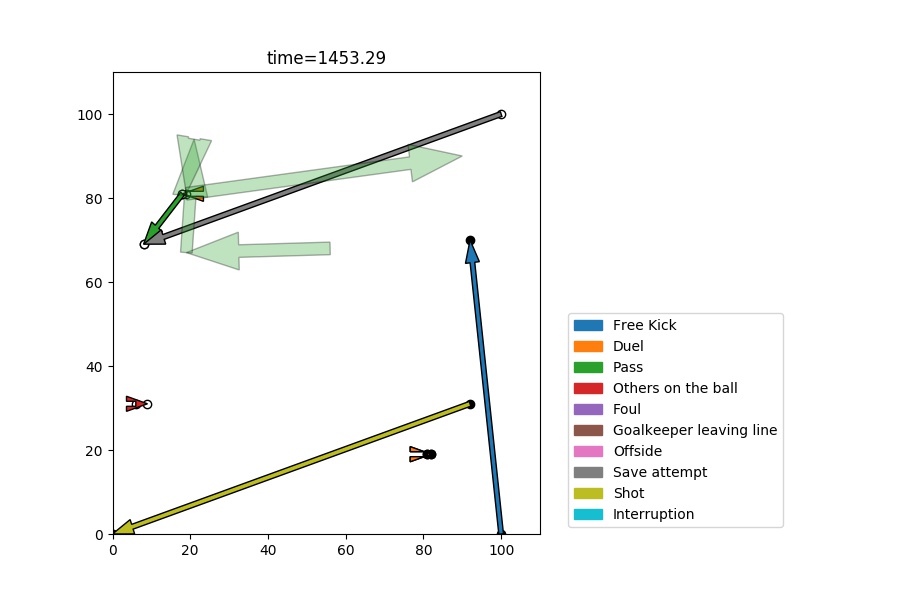 time=1453.29
100
80
60
40
20
0
0
20
40
60
80
100
Free Kick
Duel
Pass
Others on the ball
Foul
Goalkeeper leaving line
Offside
Save attempt
Shot
Interruption